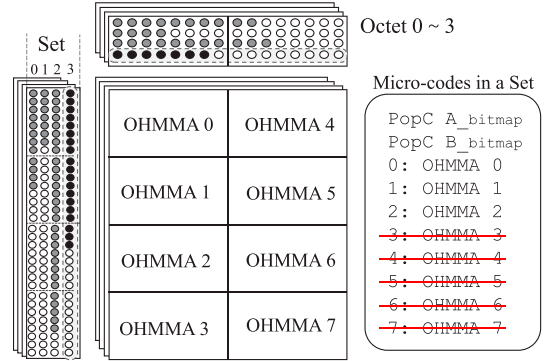 Octet 0 ~ 3
Set
0 1 2 3
OHMMA 0
OHMMA 4
OHMMA 1
OHMMA 5
OHMMA 2
OHMMA 6
OHMMA 3
OHMMA 7
Micro-codes in a Set
PopC A_bitmap
PopC B_bitmap
0: OHMMA 0
1: OHMMA 1
2: OHMMA 2
3: OHMMA 3
4: OHMMA 4
5: OHMMA 5
6: OHMMA 6
7: OHMMA 7